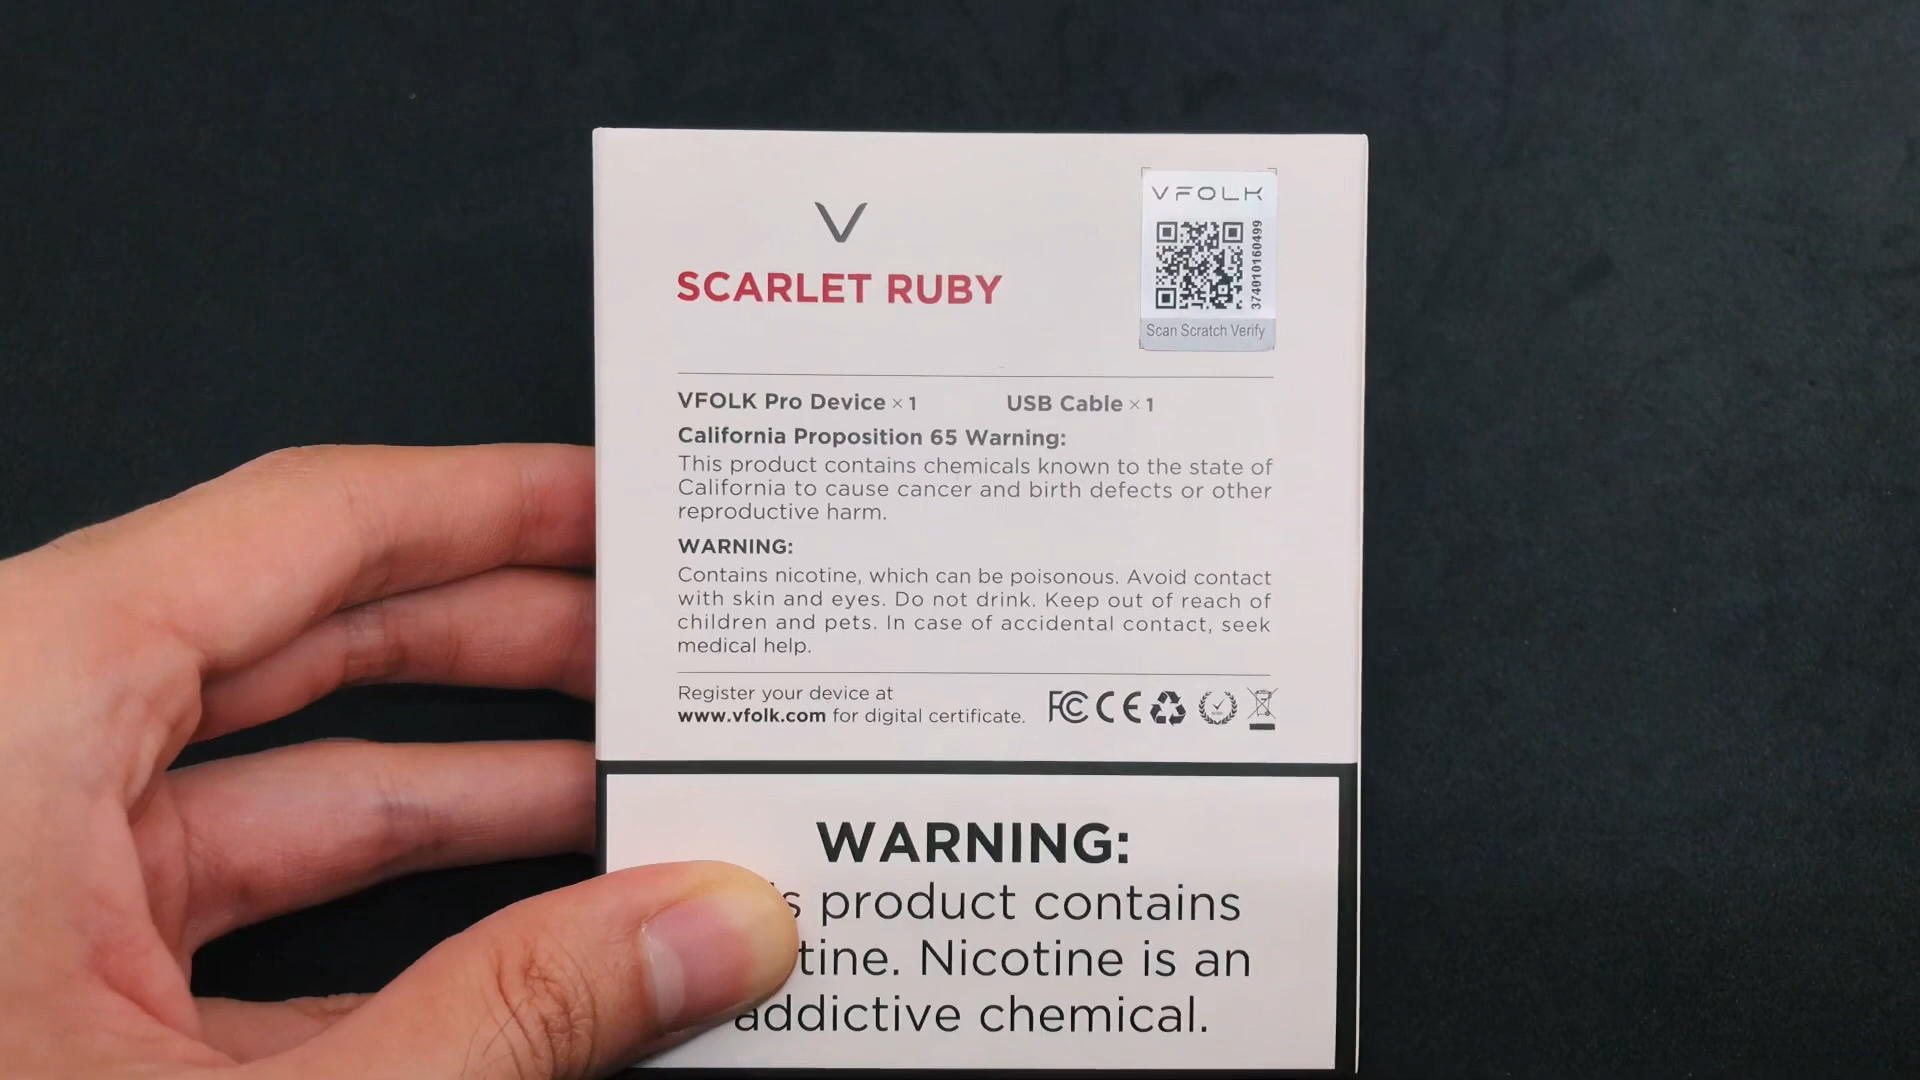 V
SCARLET RUBY
VFOLK
374010160499
Scan Scratch Verify
VFOLK Pro Device × 1 USB Cable × 1
California Proposition 65 Warning:
This product contains chemicals known to the state of
California to cause cancer and birth defects or other
reproductive harm.
WARNING:
Contains nicotine, which can be poisonous. Avoid contact
with skin and eyes. Do not drink. Keep out of reach of
children and pets. In case of accidental contact, seek
medical help.
Register your device at
www.vfolk.com for digital certificate.
FC CE
WARNING:
product contains
Nicotine is an
addictive chemical.